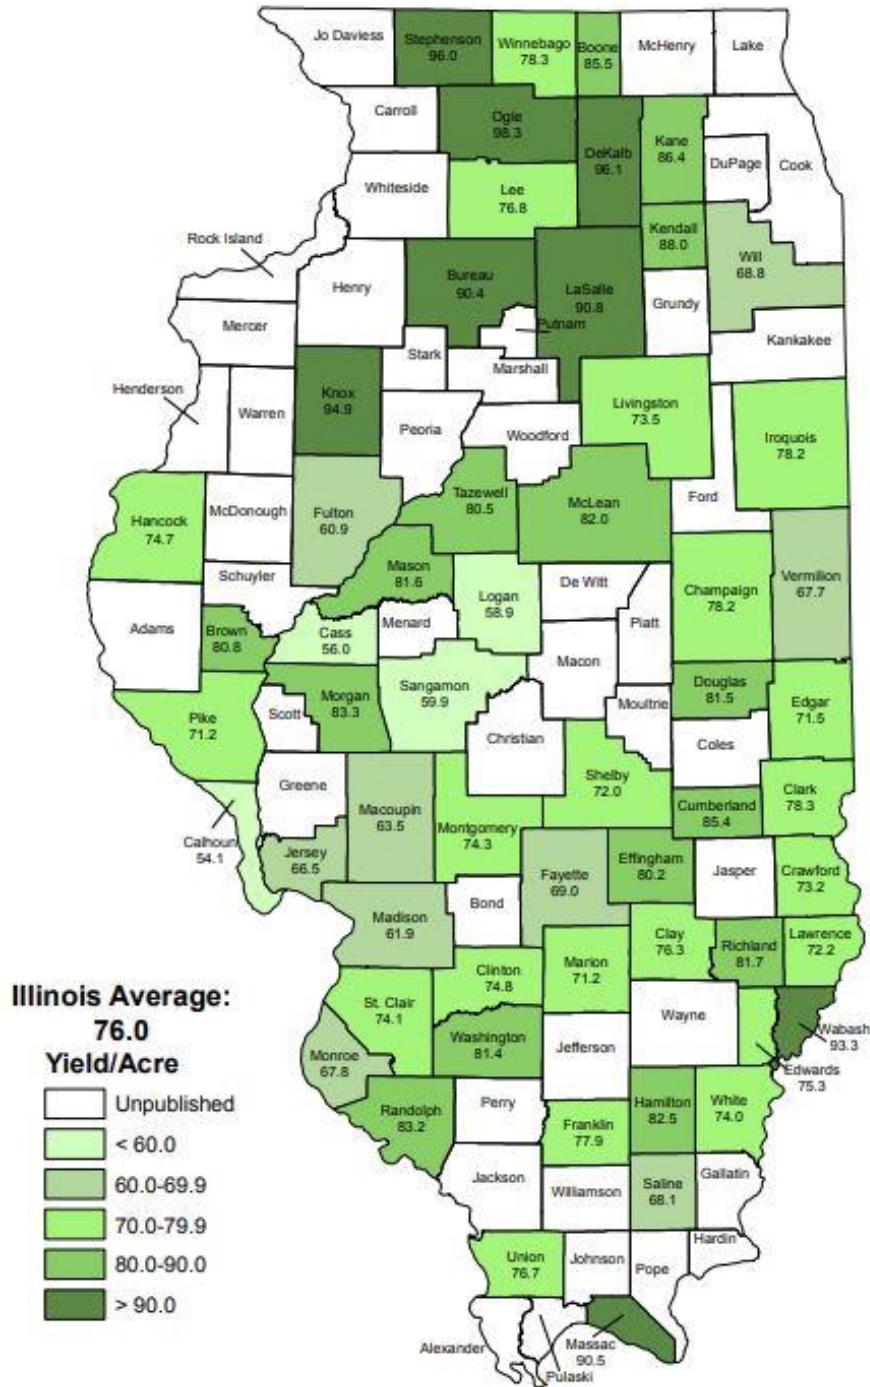 Jo Daviess
Stephenson
96.0
Winnebago
78.3
Boone
85.5
McHenry
Lake
Carroll
Ogle
98.3
DeKalb
96.1
Kane
86.4
DuPage
Cook
Whiteside
Lee
76.8
Kendall
88.0
Will
68.8
Rock Island
Henry
Bureau
90.4
LaSalle
90.8
Grundy
Putnam
Mercer
Stark
Marshall
Kankakee
Henderson
Warren
Knox
94.9
Peoria
Woodford
Livingston
73.5
Iroquois
78.2
Hancock
74.7
McDonough
Fulton
60.9
Tazewell
80.5
McLean
82.0
Ford
Schuyler
Mason
81.6
Logan
58.9
De Witt
Champaign
78.2
Vermilion
67.7
Adams
Brown
80.8
Cass
56.0
Menard
Piatt
Macon
Pike
71.2
Scott
Morgan
83.3
Sangamon
59.9
Christian
Moultrie
Douglas
81.5
Edgar
71.5
Coles
Greene
Macoupin
63.5
Montgomery
74.3
Shelby
72.0
Cumberland
85.4
Clark
78.3
Calhoun
54.1
Jersey
66.5
Fayette
69.0
Effingham
80.2
Jasper
Crawford
73.2
Madison
61.9
Bond
Clay
76.3
Richland
81.7
Lawrence
72.2
Clinton
74.8
Marion
71.2
St. Clair
74.1
Wayne
Wabash
93.3
Edwards
75.3
Monroe
67.8
Washington
81.4
Jefferson
Randolph
83.2
Perry
Franklin
77.9
Hamilton
82.5
White
74.0
Jackson
Williamson
Saline
68.1
Gallatin
Union
76.7
Johnson
Pope
Hardin
Alexander
Pulaski
Massac
90.5
Illinois Average:
76.0
Yield/Acre
Unpublished
< 60.0
60.0-69.9
70.0-79.9
80.0-90.0
> 90.0